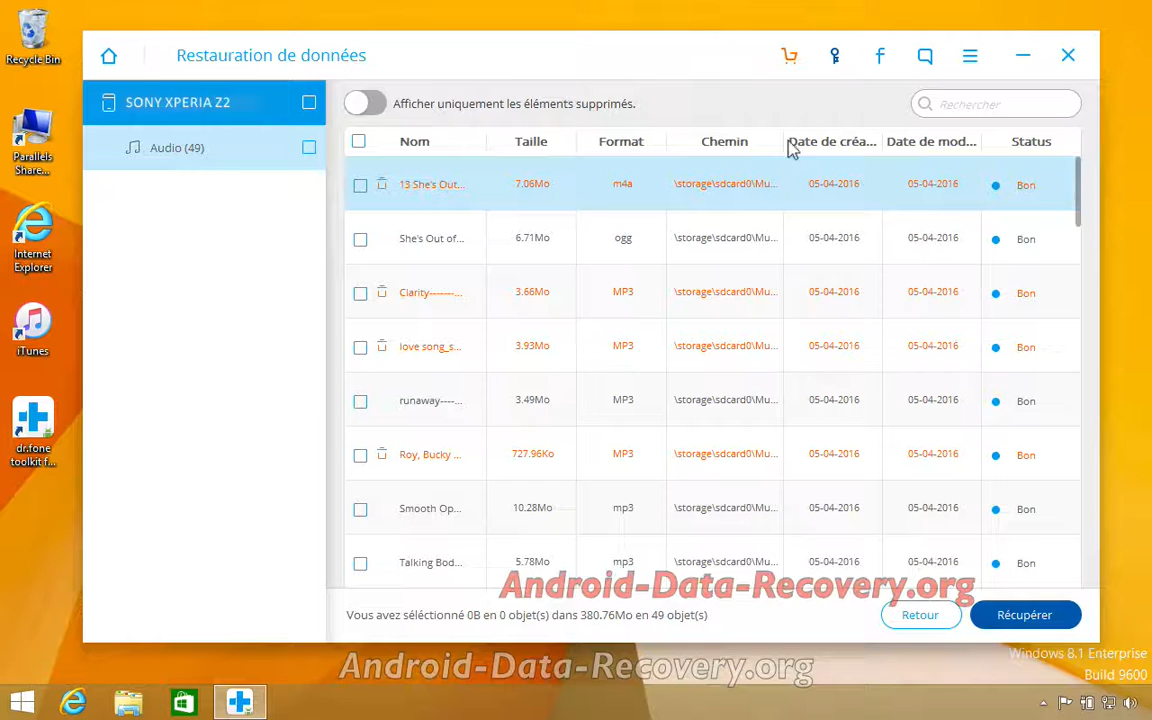 Recycle Bin
Parallels
Share...
Internet
Explorer
iTunes
dr.fone
toolkit f...
Restauration de données
SONY XPERIA Z2
Audio (49)
Afficher uniquement les éléments supprimés.
Rechercher
Nom Taille Format Chemin Date de créa... Date de mod... Status
13 She's Out... 7.06Mo m4a \storage\sdcard0\Mu... 05-04-2016 05-04-2016 Bon
She's Out of... 6.71Mo ogg \storage\sdcard0\Mu... 05-04-2016 05-04-2016 Bon
Clarity-------... 3.66Mo MP3 \storage\sdcard0\Mu... 05-04-2016 05-04-2016 Bon
love song_s... 3.93Mo MP3 \storage\sdcard0\Mu... 05-04-2016 05-04-2016 Bon
runaway----... 3.49Mo MP3 \storage\sdcard0\Mu... 05-04-2016 05-04-2016 Bon
Roy, Bucky ... 727.96Ko MP3 \storage\sdcard0\Mu... 05-04-2016 05-04-2016 Bon
Smooth Op... 10.28Mo mp3 \storage\sdcard0\Mu... 05-04-2016 05-04-2016 Bon
Talking Bod... 5.78Mo mp3 \storage\sdcard0\Mu... 05-04-2016 05-04-2016 Bon
Android-Data-Recovery.org
Vous avez séléctionné 0B en 0 objet(s) dans 380.76Mo en 49 objet(s)
Retour
Récupérer
Windows 8.1 Enterprise
Build 9600
Android-Data-Recovery.org